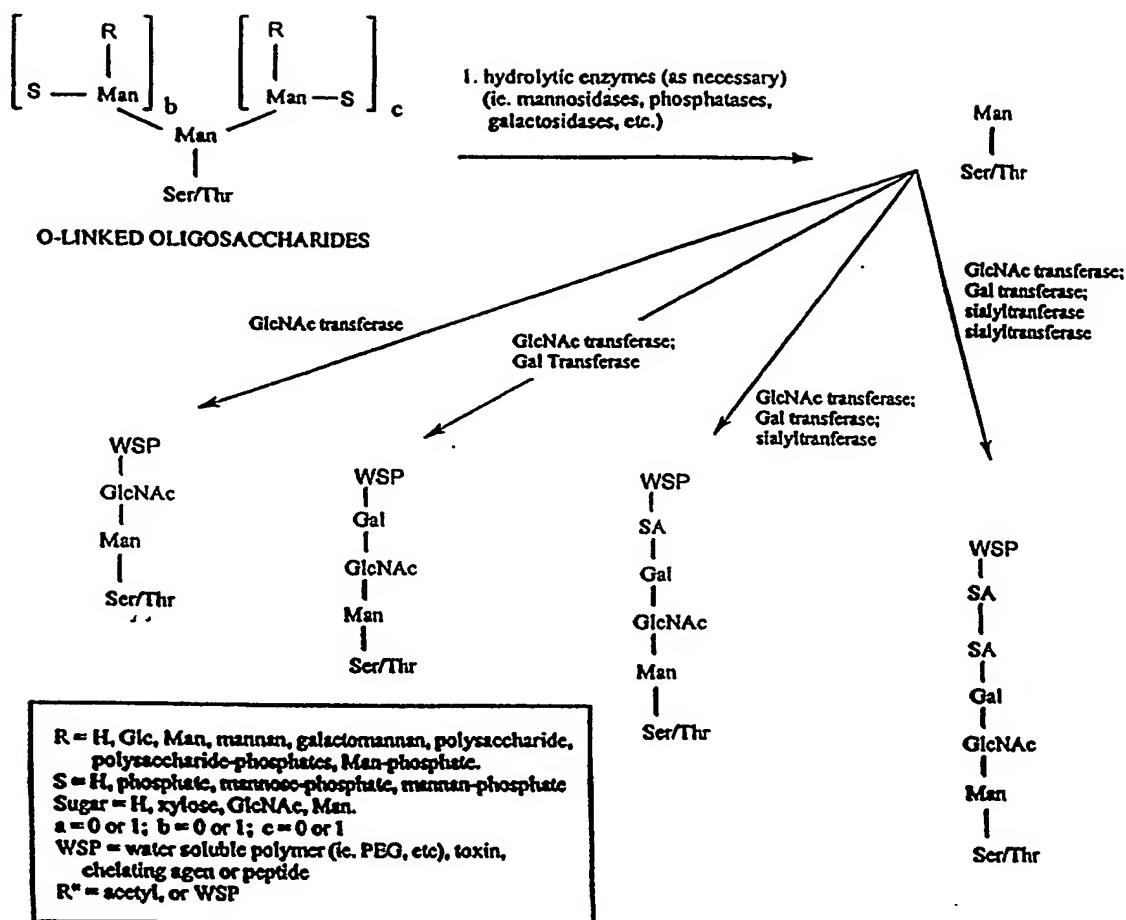 R R
S Man b Man S c
Man
Ser/Thr
O-LINKED OLIGOSACCHARIDES
1. hydrolytic enzymes (as necessary)
(ie. mannosidases, phosphatases,
galactosidases, etc.)
Man
Ser/Thr
GlcNAc transferase
GlcNAc transferase;
Gal Transferase
GlcNAc transferase;
Gal transferase;
sialyltranferase
GlcNAc transferase;
Gal transferase;
sialyltranferase
sialyltransferase
WSP
GlcNAc
Man
Ser/Thr
WSP
Gal
GlcNAc
Man
Ser/Thr
WSP
SA
Gal
GlcNAc
Man
Ser/Thr
WSP
SA
SA
Gal
GlcNAc
Man
Ser/Thr
R = H, Glc, Man, mannan, galactomannan, polysaccharide,
polysaccharide-phosphates, Man-phosphate.
S = H, phosphate, mannose-phosphate, mannan-phosphate
Sugar = H, xylose, GlcNAc, Man.
a = 0 or 1; b = 0 or 1; c = 0 or 1
WSP = water soluble polymer (ie. PEG, etc), toxin,
chelating agen or peptide
R* = acetyl, or WSP